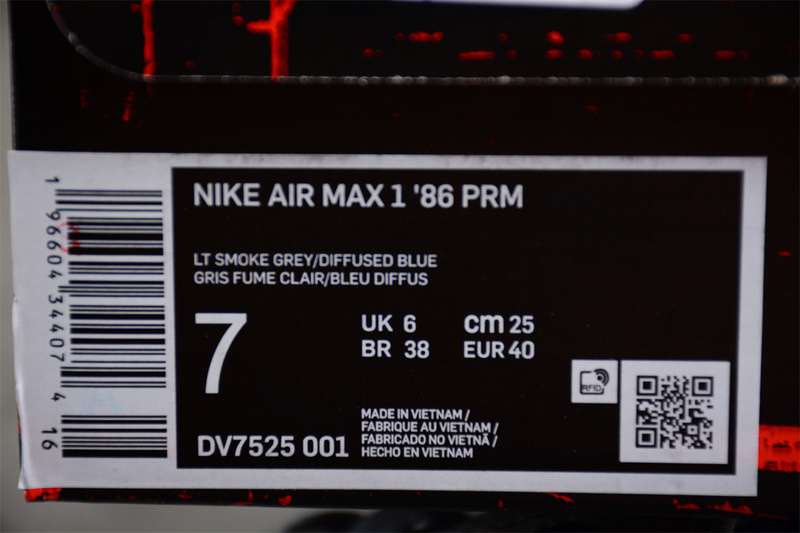 NIKE AIR MAX 1 '86 PRM
LT SMOKE GREY/DIFFUSED BLUE
GRIS FUME CLAIR/BLEU DIFFUS
7
UK 6 cm 25
BR 38 EUR 40
RFID
DV7525 001
MADE IN VIETNAM /
FABRIQUE AU VIETNAM /
FABRICADO NO VIETNÃ /
HECHO EN VIETNAM
1 96604 34407 4 16